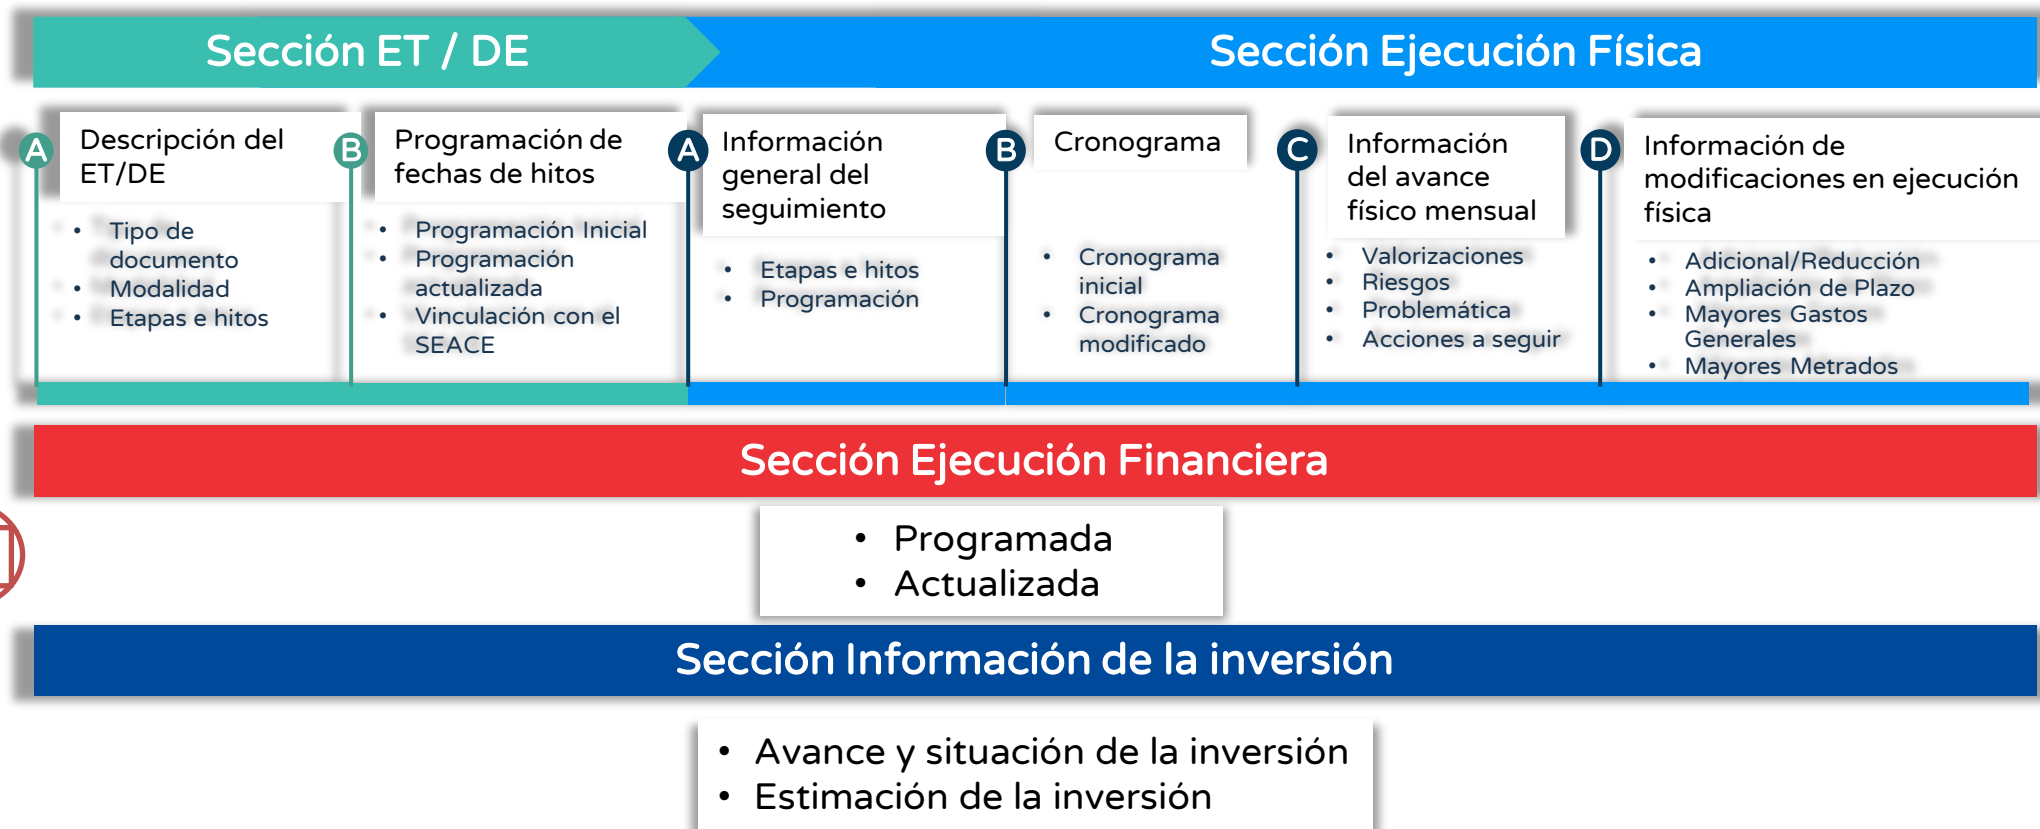 Sección ET / DE
Sección Ejecución Física
A
Descripción del
ET/DE
• Tipo de
documento
• Modalidad
• Etapas e hitos
B
Programación de
fechas de hitos
• Programación Inicial
• Programación
actualizada
• Vinculación con el
SEACE
A
Información
general del
seguimiento
• Etapas e hitos
• Programación
B
Cronograma
• Cronograma
inicial
• Cronograma
modificado
C
Información
del avance
físico mensual
• Valorizaciones
• Riesgos
• Problemática
• Acciones a seguir
D
Información de
modificaciones en ejecución
física
• Adicional/Reducción
• Ampliación de Plazo
• Mayores Gastos
Generales
• Mayores Metrados
Sección Ejecución Financiera
• Programada
• Actualizada
Sección Información de la inversión
• Avance y situación de la inversión
• Estimación de la inversión